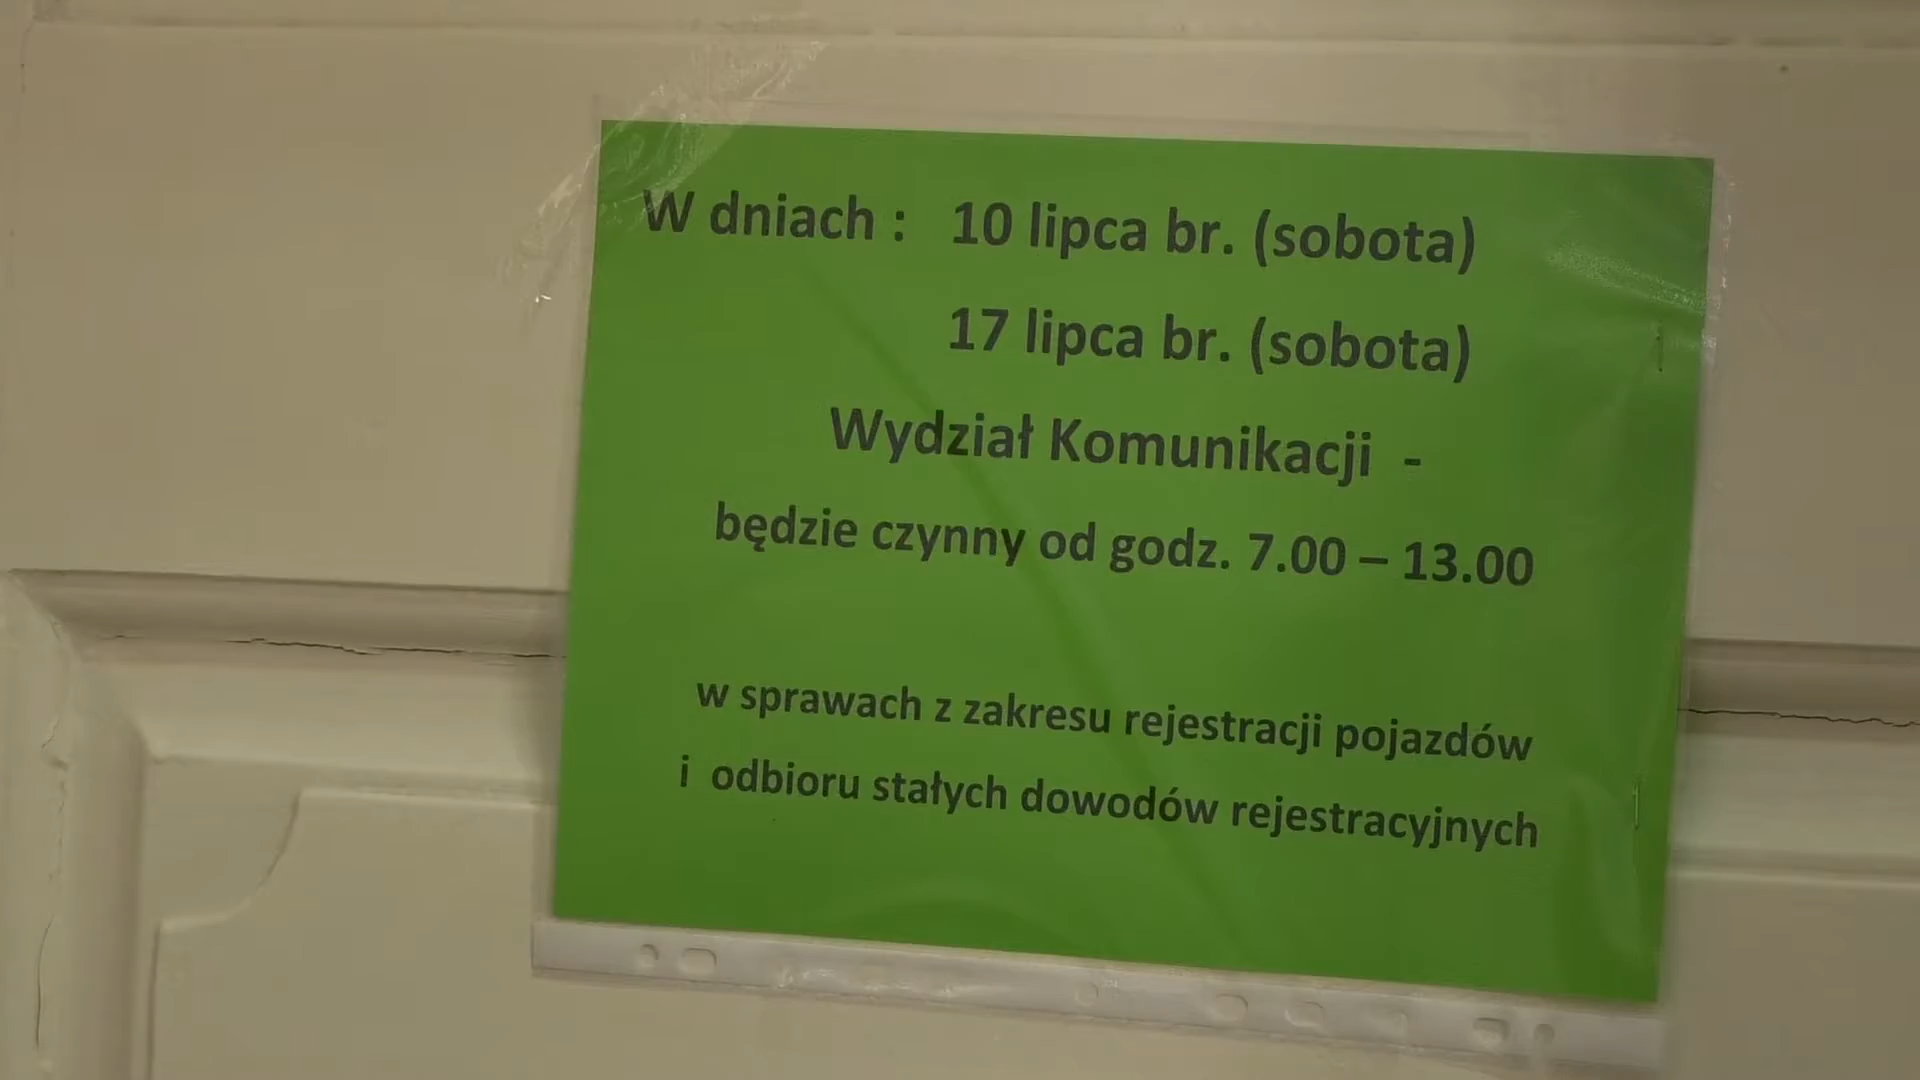 W dniach : 10 lipca br. (sobota)
17 lipca br. (sobota)
Wydział Komunikacji -
będzie czynny od godz. 7.00 – 13.00
w sprawach z zakresu rejestracji pojazdów
i odbioru stałych dowodów rejestracyjnych